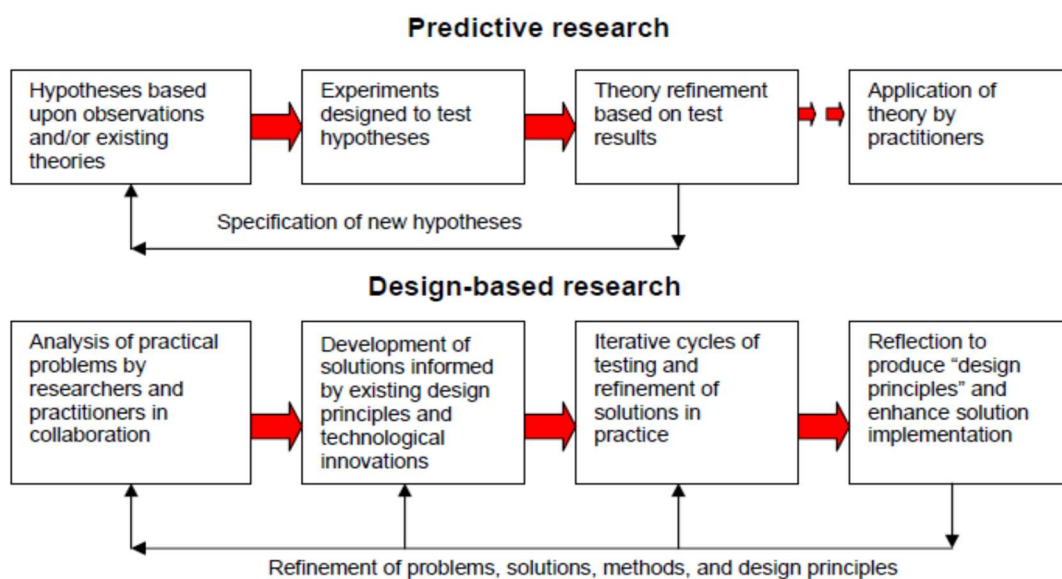 Predictive research
Hypotheses based
upon observations
and/or existing
theories
Experiments
designed to test
hypotheses
Theory refinement
based on test
results
Application of
theory by
practitioners
Specification of new hypotheses
Design-based research
Analysis of practical
problems by
researchers and
practitioners in
collaboration
Development of
solutions informed
by existing design
principles and
technological
innovations
Iterative cycles of
testing and
refinement of
solutions in
practice
Reflection to
produce “design
principles” and
enhance solution
implementation
Refinement of problems, solutions, methods, and design principles